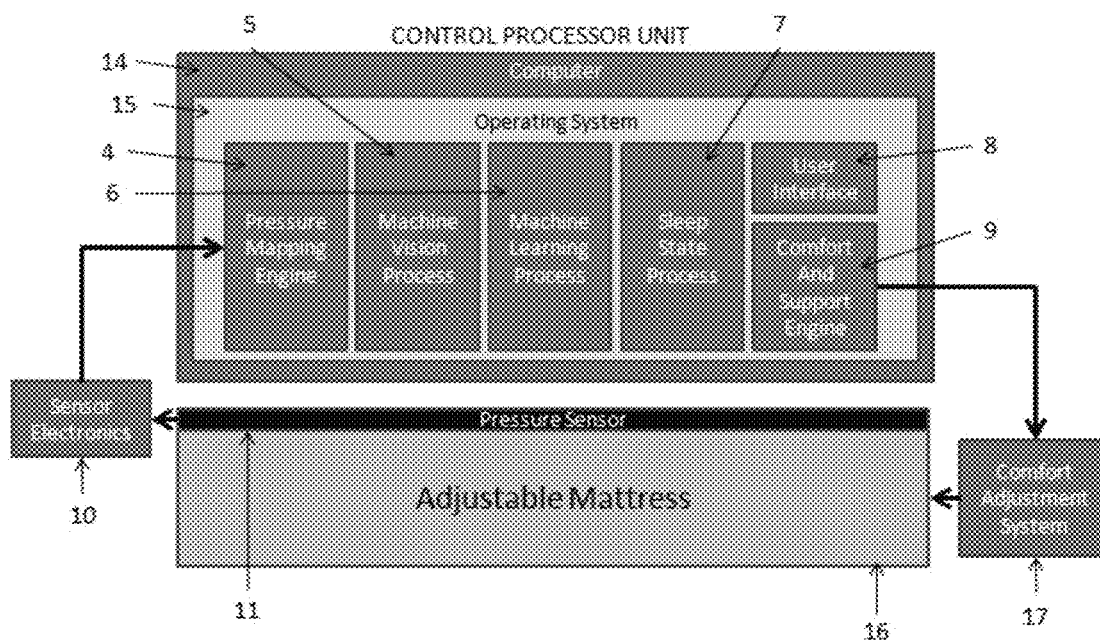 5
7
CONTROL PROCESSOR UNIT
14
Computer
15
Operating System
4
8
User
Interface
6
Pressure
Mapping
Engine
Machine
Vision
Process
Machine
Learning
Process
Sleep
State
Process
9
Comfort
And
Support
Engine
Sensor
Electronics
Pressure Sensor
Adjustable Mattress
Comfort
Adjustment
System
10
11
16
17